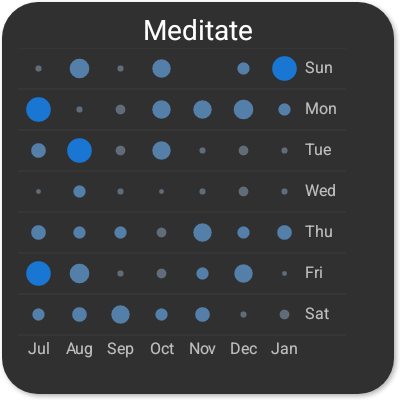 Meditate
Sun
Mon
Tue
Wed
Thu
Fri
Sat
Jul Aug Sep Oct Nov Dec Jan